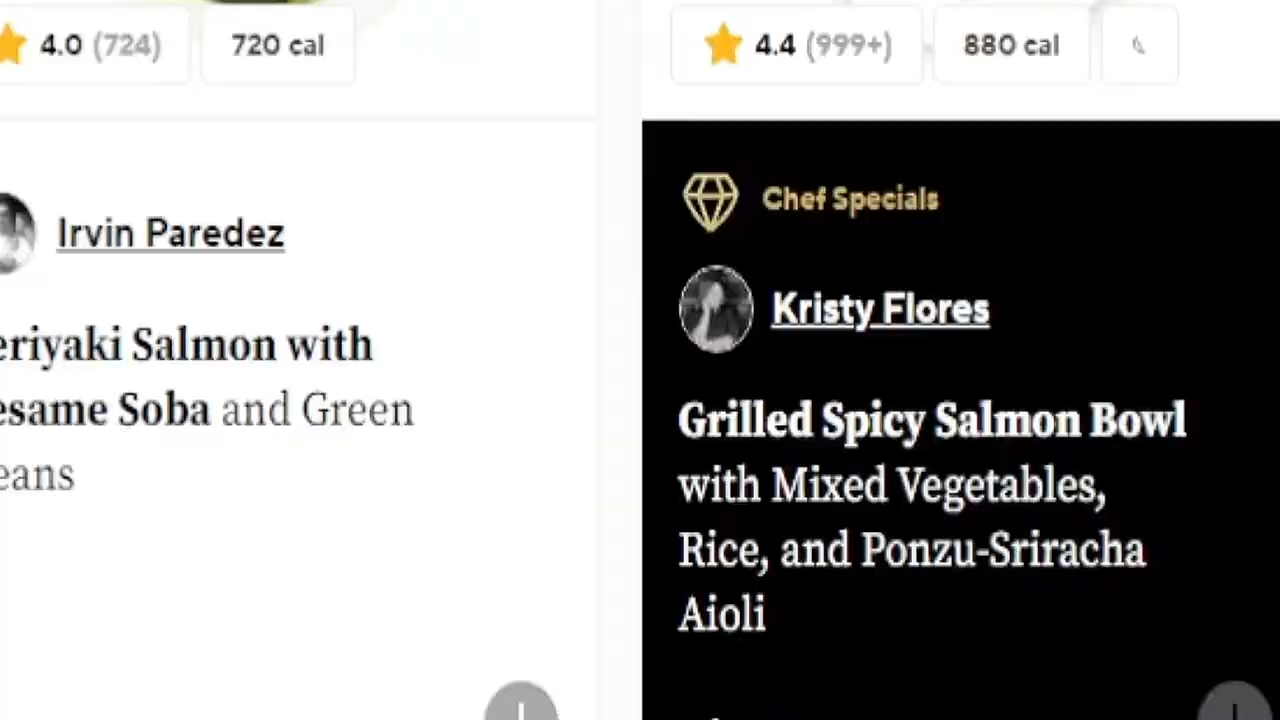 4.0 (724)
720 cal
Irvin Paredez
eriyaki Salmon with
esame Soba and Green
eans
4.4 (999+)
880 cal
Chef Specials
Kristy Flores
Grilled Spicy Salmon Bowl
with Mixed Vegetables,
Rice, and Ponzu-Sriracha
Aioli